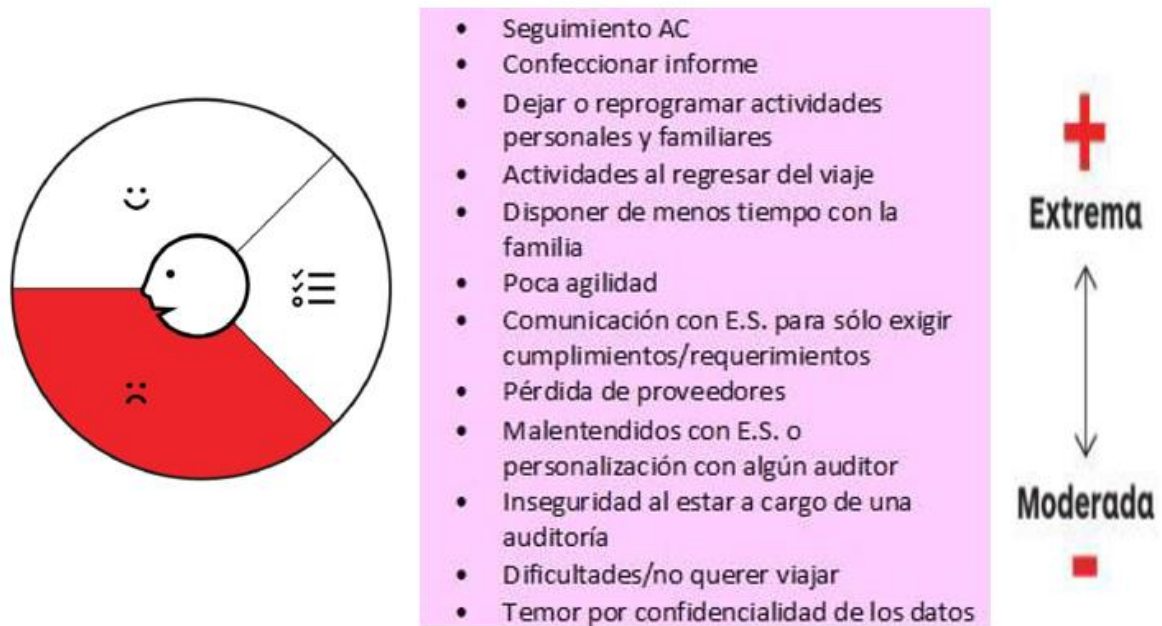 • Seguimiento AC
• Confeccionar informe
• Dejar o reprogramar actividades
personales y familiares
• Actividades al regresar del viaje
• Disponer de menos tiempo con la
familia
• Poca agilidad
• Comunicación con E.S. para sólo exigir
cumplimientos/requerimientos
• Pérdida de proveedores
• Malentendidos con E.S. o
personalización con algún auditor
• Inseguridad al estar a cargo de una
auditoría
• Dificultades/no querer viajar
• Temor por confidencialidad de los datos
+
Extrema
Moderada
-